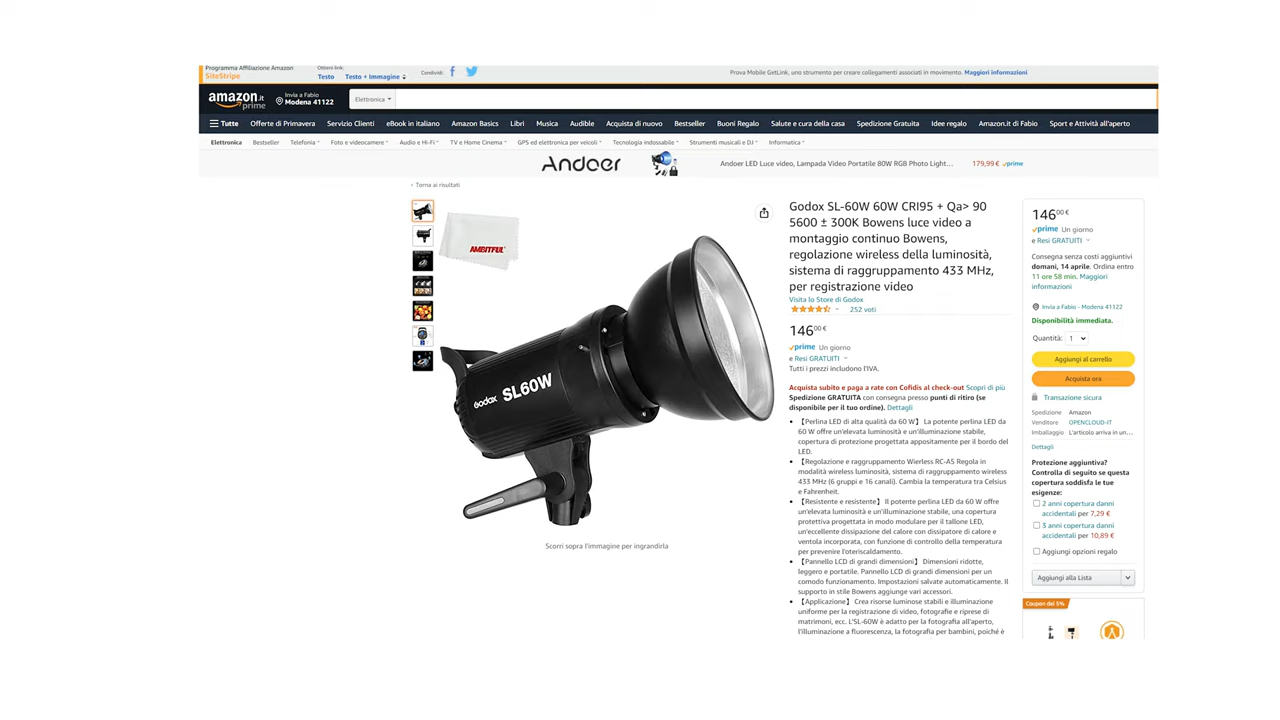 Programma Affiliazione Amazon
Ottieni link:
Condividi:
Prova Mobile GetLink, uno strumento per creare collegamenti associati in movimento. Maggiori informazioni
SiteStripe
Testo Testo + Immagine
amazon.it
prime
Invia a Fabio
Modena 41122
Elettronica
Tutte Offerte di Primavera Servizio Clienti eBook in italiano Amazon Basics Libri Musica Audible Acquista di nuovo Bestseller Buoni Regalo Salute e cura della casa Spedizione Gratuita Idee regalo Amazon.it di Fabio Sport e Attività all'aperto
Elettronica Bestseller Telefonia Foto e videocamere Audio e Hi-Fi TV e Home Cinema GPS ed elettronica per veicoli Tecnologia indossabile Strumenti musicali e DJ Informatica
Andoer
Andoer LED Luce video, Lampada Video Portatile 80W RGB Photo Light... 179,99 € prime
‹ Torna ai risultati
AMBITFUL
Godox SL60W
Scorri sopra l'immagine per ingrandirla
Godox SL-60W 60W CRI95 + Qa> 90
5600 ± 300K Bowens luce video a
montaggio continuo Bowens,
regolazione wireless della luminosità,
sistema di raggruppamento 433 MHz,
per registrazione video
Visita lo Store di Godox
252 voti
146,00 €
prime Un giorno
e Resi GRATUITI
Tutti i prezzi includono l'IVA.
Acquista subito e paga a rate con Cofidis al check-out Scopri di più
Spedizione GRATUITA con consegna presso punti di ritiro (se
disponibile per il tuo ordine). Dettagli
• 【Perlina LED di alta qualità da 60 W】 La potente perlina LED da
60 W offre un'elevata luminosità e un'illuminazione stabile,
copertura di protezione progettata appositamente per il bordo del
LED.
• 【Regolazione e raggruppamento Wierless RC-A5 Regola in
modalità wireless luminosità, sistema di raggruppamento wireless
433 MHz (6 gruppi e 16 canali). Cambia la temperatura tra Celsius
e Fahrenheit.
• 【Resistente e resistente】 Il potente perlina LED da 60 W offre
un'elevata luminosità e un'illuminazione stabile, una copertura
protettiva progettata in modo modulare per il tallone LED,
un'eccellente dissipazione del calore con dissipatore di calore e
ventola incorporata, con funzione di controllo della temperatura
per prevenire l'oteriscaldamento.
• 【Pannello LCD di grandi dimensioni】 Dimensioni ridotte,
leggero e portatile. Pannello LCD di grandi dimensioni per un
comodo funzionamento. Impostazioni salvate automaticamente. Il
supporto in stile Bowens aggiunge vari accessori.
• 【Applicazione】 Crea risorse luminose stabili e illuminazione
uniforme per la registrazione di video, fotografie e riprese di
matrimoni, ecc. L'SL-60W è adatto per la fotografia all'aperto,
l'illuminazione a fluorescenza, la fotografia per bambini, poiché è
146,00 €
prime Un giorno
e Resi GRATUITI
Consegna senza costi aggiuntivi
domani, 14 aprile. Ordina entro
11 ore 58 min. Maggiori
informazioni
Invia a Fabio - Modena 41122
Disponibilità immediata.
Quantità: 1
Aggiungi al carrello
Acquista ora
Transazione sicura
Spedizione Amazon
Venditore OPENCLOUD-IT
Imballaggio L'articolo arriva in un...
Dettagli
Protezione aggiuntiva?
Controlla di seguito se questa
copertura soddisfa le tue
esigenze:
2 anni copertura danni
accidentali per 7,29 €
3 anni copertura danni
accidentali per 10,89 €
Aggiungi opzioni regalo
Aggiungi alla Lista
Coupon del 5%